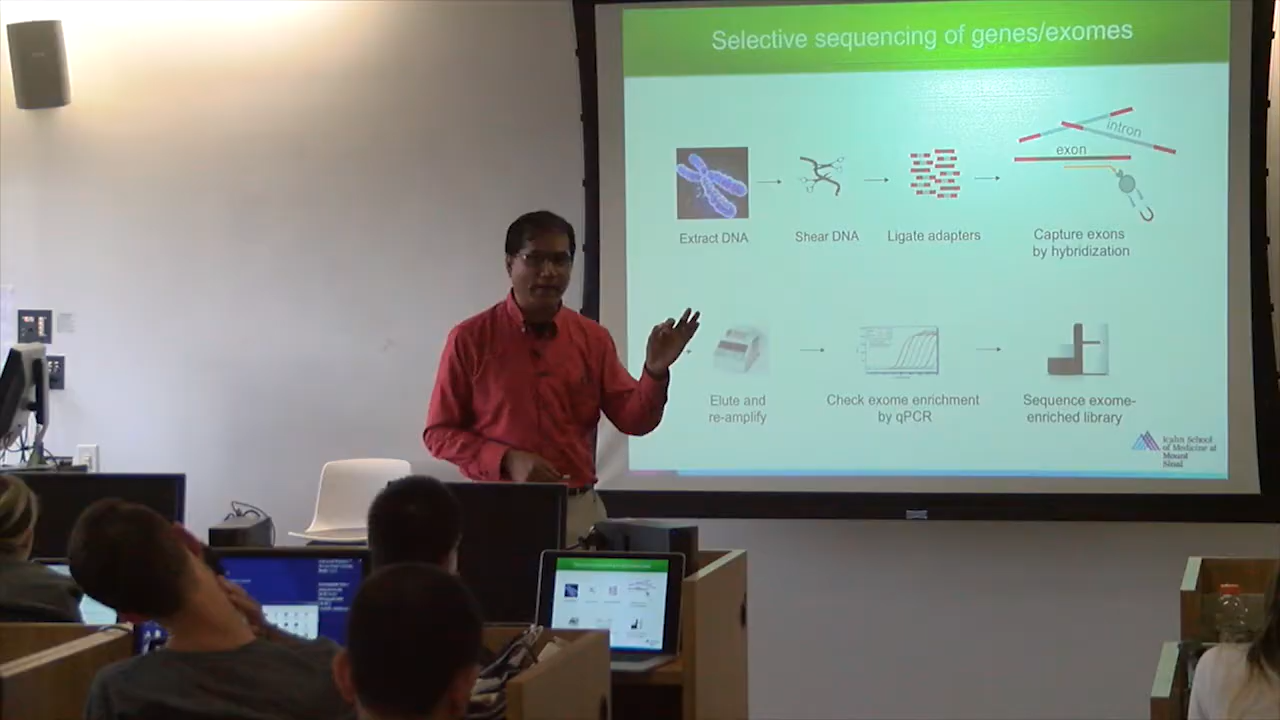 Selective sequencing of genes/exomes
intron
exon
Extract DNA
Shear DNA
Ligate adapters
Capture exons
by hybridization
Elute and
re-amplify
Check exome enrichment
by qPCR
Sequence exome-
enriched library
Icahn School
of Medicine at
Mount
Sinai